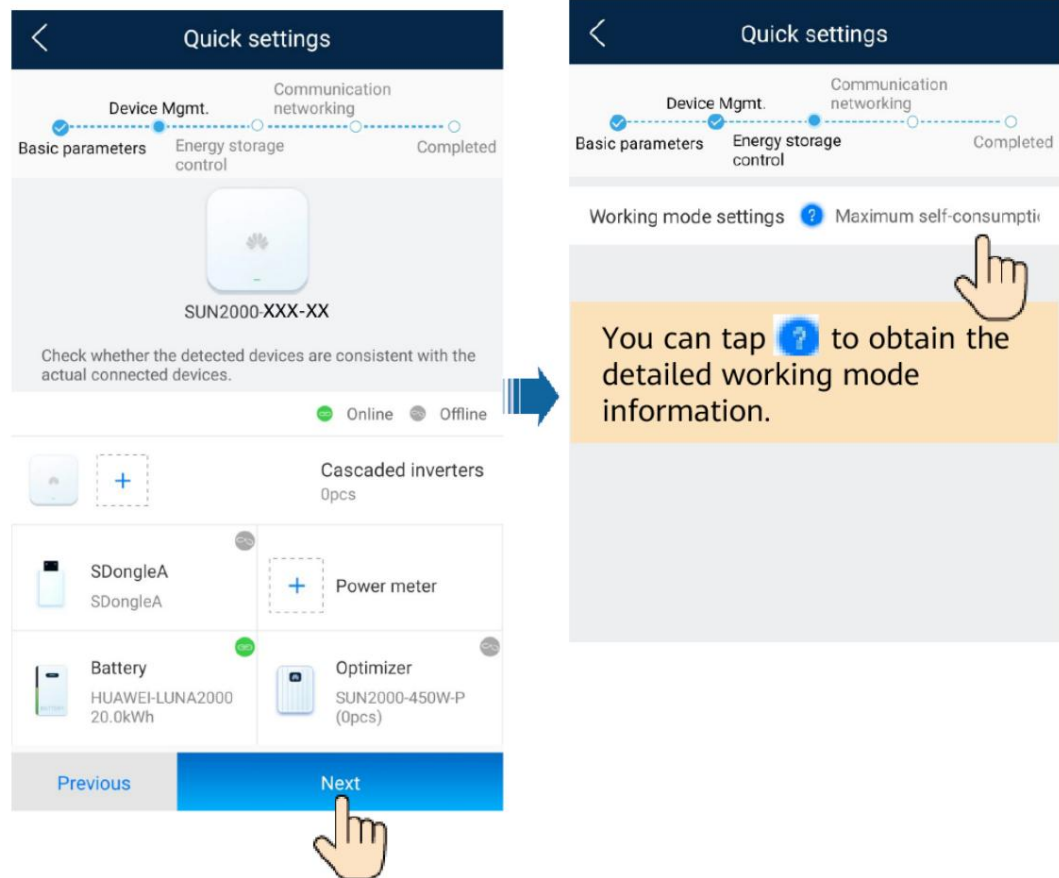 Quick settings
Communication
Device Mgmt. networking
Basic parameters Energy storage Completed
control
SUN2000-XXX-XX
Check whether the detected devices are consistent with the
actual connected devices.
Online Offline
+ Cascaded inverters
0pcs
SDongleA
SDongleA
+ Power meter
Battery
HUAWEI-LUNA2000
20.0kWh
Optimizer
SUN2000-450W-P
(0pcs)
Previous Next
Quick settings
Communication
Device Mgmt. networking
Basic parameters Energy storage Completed
control
Working mode settings ? Maximum self-consumpti
You can tap ? to obtain the
detailed working mode
information.